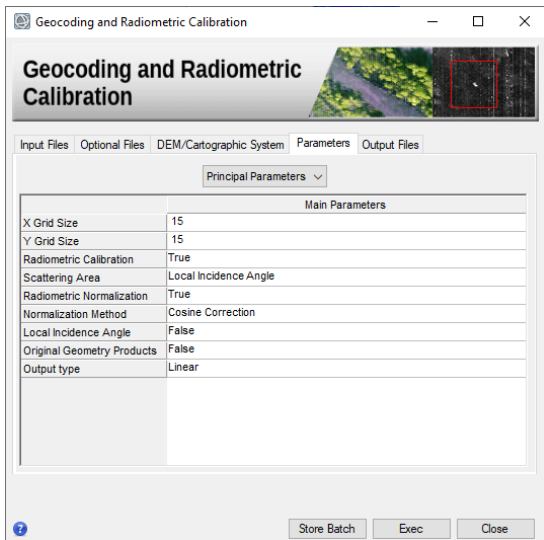 Geocoding and Radiometric Calibration
Geocoding and Radiometric
Calibration
Input Files Optional Files DEM/Cartographic System Parameters Output Files
Principal Parameters
Main Parameters
X Grid Size 15
Y Grid Size 15
Radiometric Calibration True
Scattering Area Local Incidence Angle
Radiometric Normalization True
Normalization Method Cosine Correction
Local Incidence Angle False
Original Geometry Products False
Output type Linear
? Store Batch Exec Close